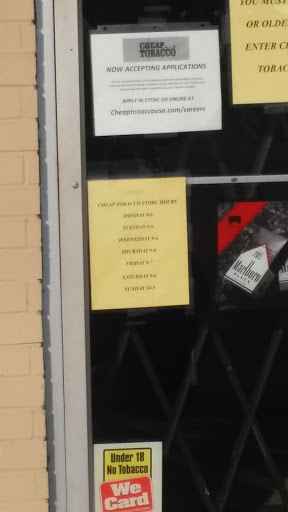 CHEAP
TOBACCO
NOW ACCEPTING APPLICATIONS
APPLY IN STORE OR ONLINE AT
Cheaptobaccousa.com/careers
YOU MUST
OR OLDE
ENTER C
TOBAC
CHEAP TOBACCO STORE HOURS
MONDAY 9-6
TUESDAY 9-6
WEDNESDAY 9-6
THURSDAY 9-6
FRIDAY 9-7
SATURDAY 9-6
SUNDAY 10-5
Marlboro
BLACK
Under 18
No Tobacco
We
Card